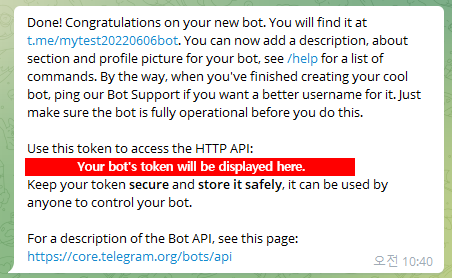 Done! Congratulations on your new bot. You will find it at
t.me/mytest20220606bot. You can now add a description, about
section and profile picture for your bot, see /help for a list of
commands. By the way, when you've finished creating your cool
bot, ping our Bot Support if you want a better username for it. Just
make sure the bot is fully operational before you do this.

Use this token to access the HTTP API:
Your bot's token will be displayed here.
Keep your token secure and store it safely, it can be used by
anyone to control your bot.

For a description of the Bot API, see this page:
https://core.telegram.org/bots/api
오전 10:40